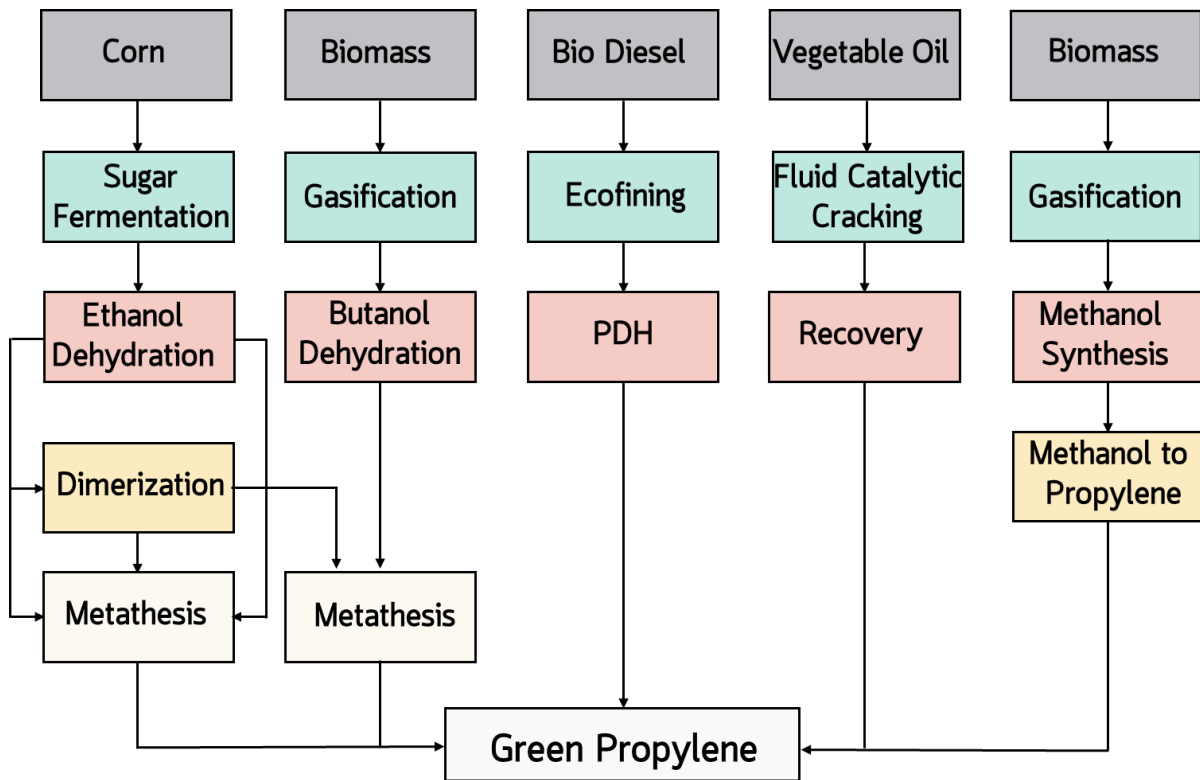 Corn
Biomass
Bio Diesel
Vegetable Oil
Biomass
Sugar
Fermentation
Gasification
Ecofining
Fluid Catalytic
Cracking
Gasification
Ethanol
Dehydration
Butanol
Dehydration
PDH
Recovery
Methanol
Synthesis
Dimerization
Methanol to
Propylene
Metathesis
Metathesis
Green Propylene